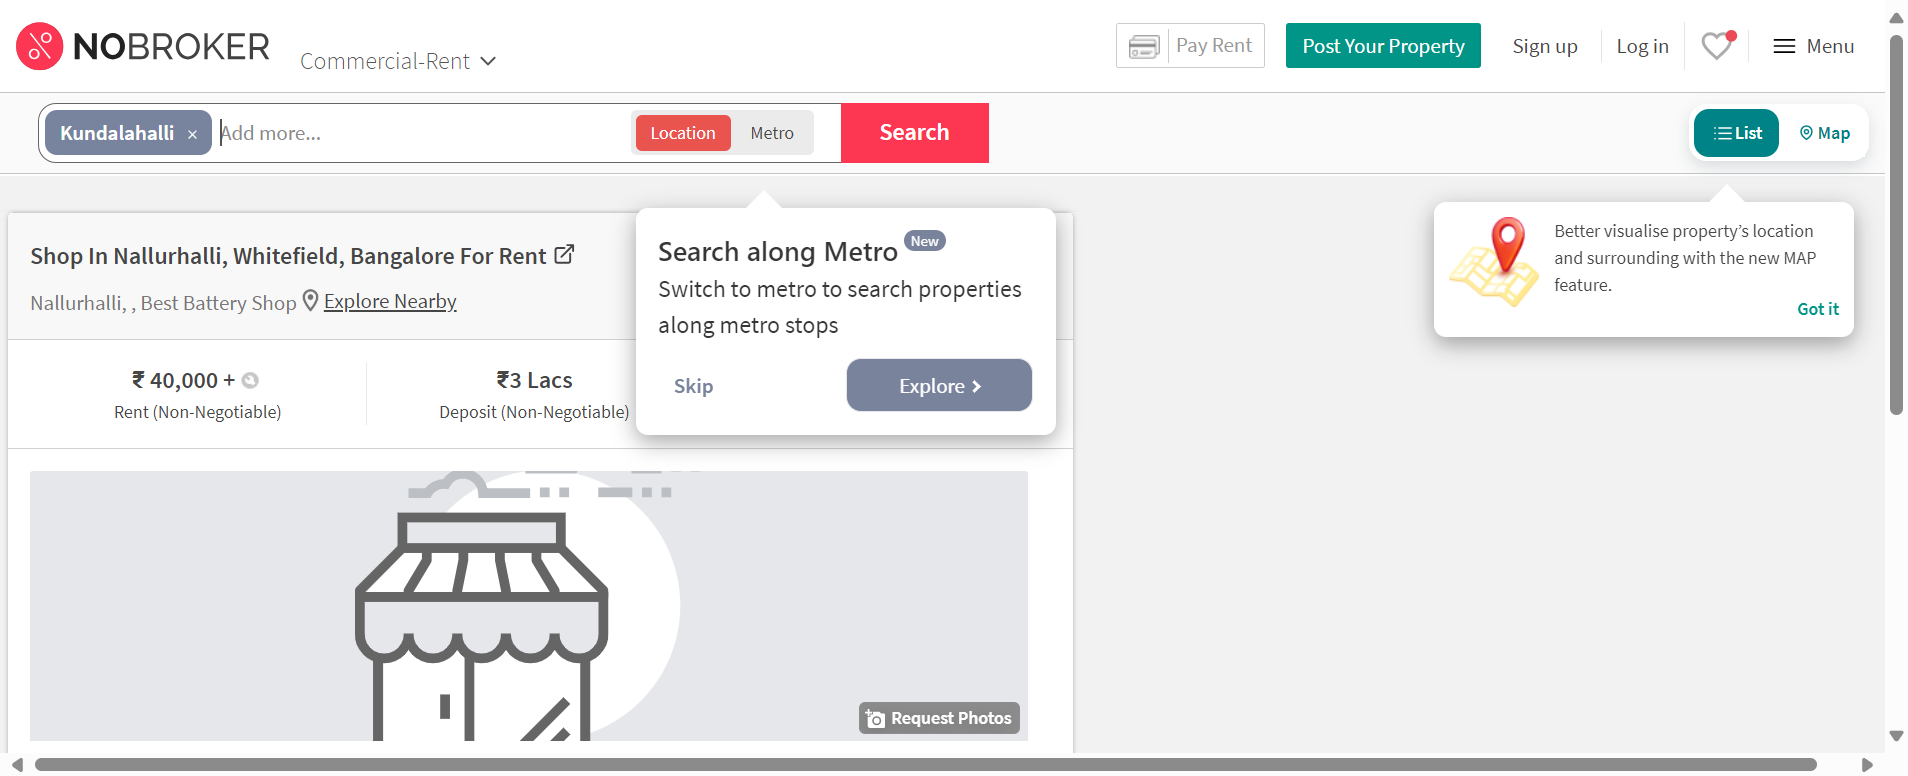 NOBROKER
Commercial-Rent
Pay Rent
Post Your Property
Sign up
Log in
Menu
Kundalahalli ×
Add more...
Location
Metro
Search
List
Map
Shop In Nallurhalli, Whitefield, Bangalore For Rent
Nallurhalli, , Best Battery Shop
Explore Nearby
₹ 40,000 +
Rent (Non-Negotiable)
₹3 Lacs
Deposit (Non-Negotiable)
Search along Metro New
Switch to metro to search properties
along metro stops
Skip
Explore
Better visualise property’s location
and surrounding with the new MAP
feature.
Got it
Request Photos